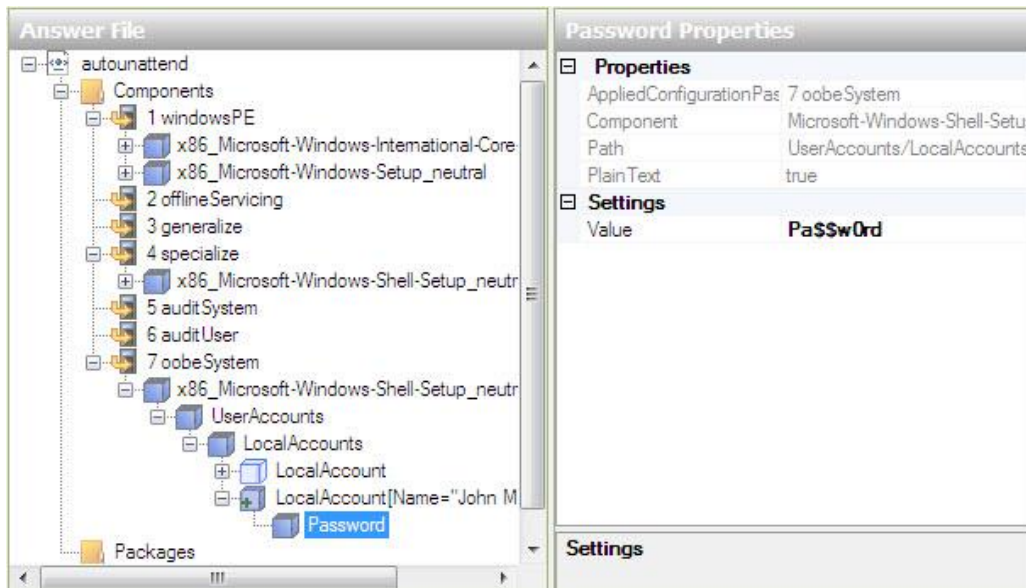 Answer File
autounattend
Components
1 windowsPE
x86_Microsoft-Windows-International-Core
x86_Microsoft-Windows-Setup_neutral
2 offlineServicing
3 generalize
4 specialize
x86_Microsoft-Windows-Shell-Setup_neutr
5 auditSystem
6 auditUser
7 oobeSystem
x86_Microsoft-Windows-Shell-Setup_neutr
UserAccounts
LocalAccounts
LocalAccount
LocalAccount[Name="John M
Password
Packages
Password Properties
Properties
AppliedConfigurationPas 7 oobeSystem
Component Microsoft-Windows-Shell-Setu
Path UserAccounts/LocalAccounts
PlainText true
Settings
Value Pa$$w0rd
Settings